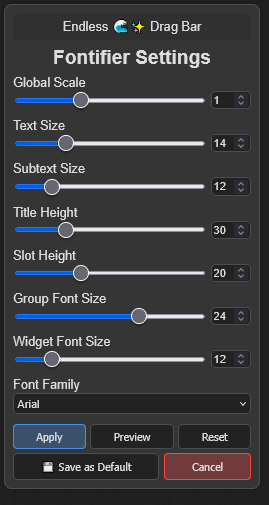 Endless 🌊✨ Drag Bar
Fontifier Settings
Global Scale
1
Text Size
14
Subtext Size
12
Title Height
30
Slot Height
20
Group Font Size
24
Widget Font Size
12
Font Family
Arial
Apply Preview Reset
💾 Save as Default Cancel